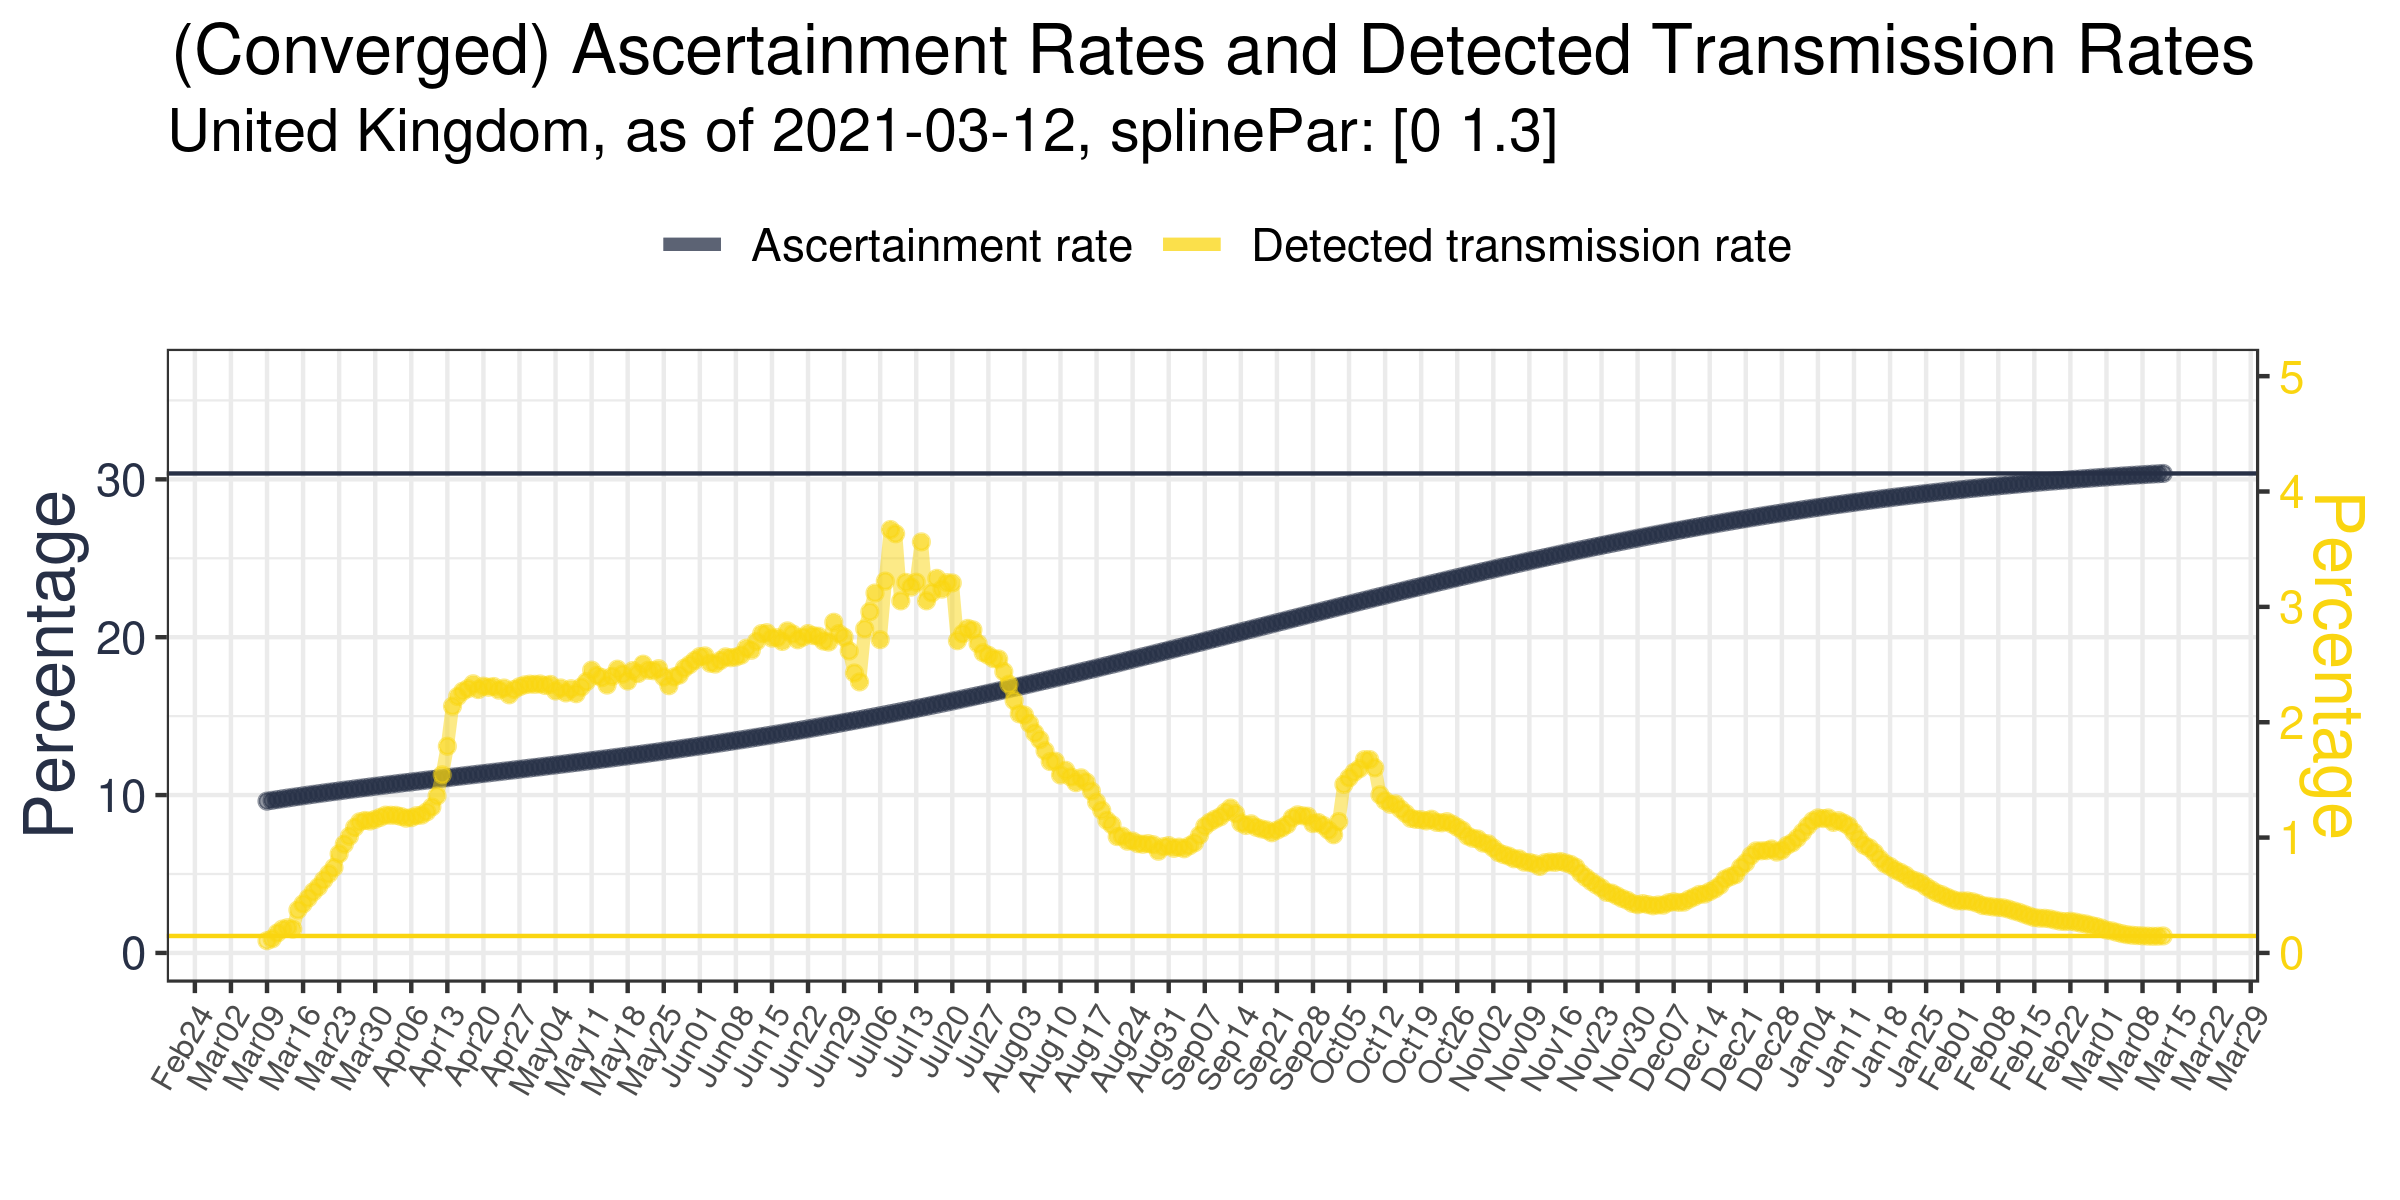 (Converged) Ascertainment Rates and Detected Transmission Rates
United Kingdom, as of 2021-03-12, splinePar: [0 1.3]
Ascertainment rate Detected transmission rate
Percentage
30
20
10
0
5
4
3
2
1
0
Percentage
Feb24 Mar02 Mar09 Mar16 Mar23 Mar30 Apr06 Apr13 Apr20 Apr27 May04 May11 May18 May25 Jun01 Jun08 Jun15 Jun22 Jun29 Jul06 Jul13 Jul20 Jul27 Aug03 Aug10 Aug17 Aug24 Aug31 Sep07 Sep14 Sep21 Sep28 Oct05 Oct12 Oct19 Oct26 Nov02 Nov09 Nov16 Nov23 Nov30 Dec07 Dec14 Dec21 Dec28 Jan04 Jan11 Jan18 Jan25 Feb01 Feb08 Feb15 Feb22 Mar01 Mar08 Mar15 Mar22 Mar29